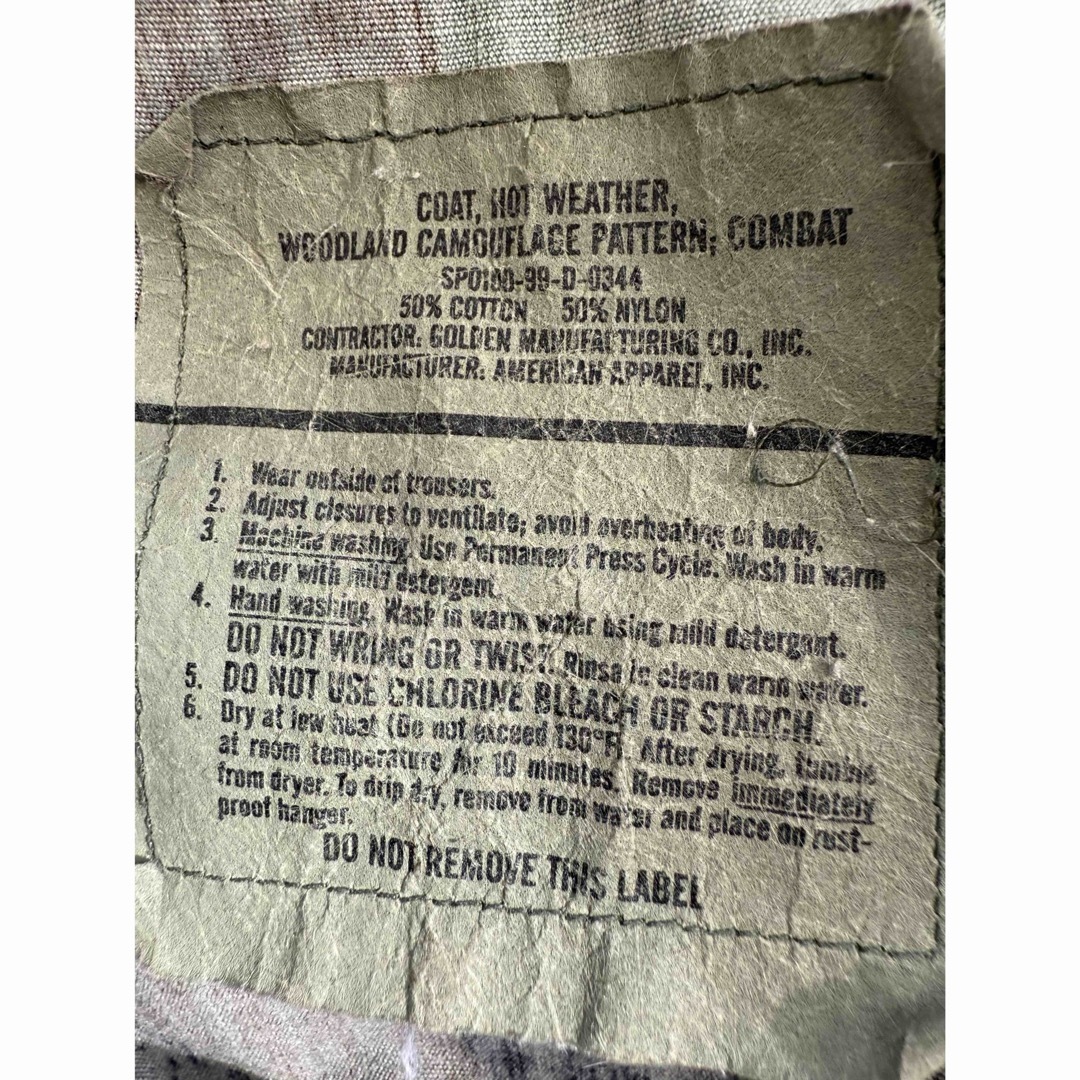 COAT, HOT WEATHER,
WOODLAND CAMOUFLAGE PATTERN; COMBAT
SP0100-99-D-0344
50% COTTON 50% NYLON
CONTRACTOR: GOLDEN MANUFACTURING CO., INC.
MANUFACTURER: AMERICAN APPAREL, INC.
1. Wear outside of trousers.
2. Adjust closures to ventilate; avoid overheating of body.
3. Machine washing. Use Permanent Press Cycle. Wash in warm
water with mild detergent.
4. Hand washing. Wash in warm water using mild detergent.
DO NOT WRING OR TWIST. Rinse in clean warm water.
5. DO NOT USE CHLORINE BLEACH OR STARCH.
6. Dry at low heat (Do not exceed 130°F). After drying, tumble
at room temperature for 10 minutes. Remove immediately
from dryer. To drip dry, remove from water and place on rust-
proof hanger.
DO NOT REMOVE THIS LABEL